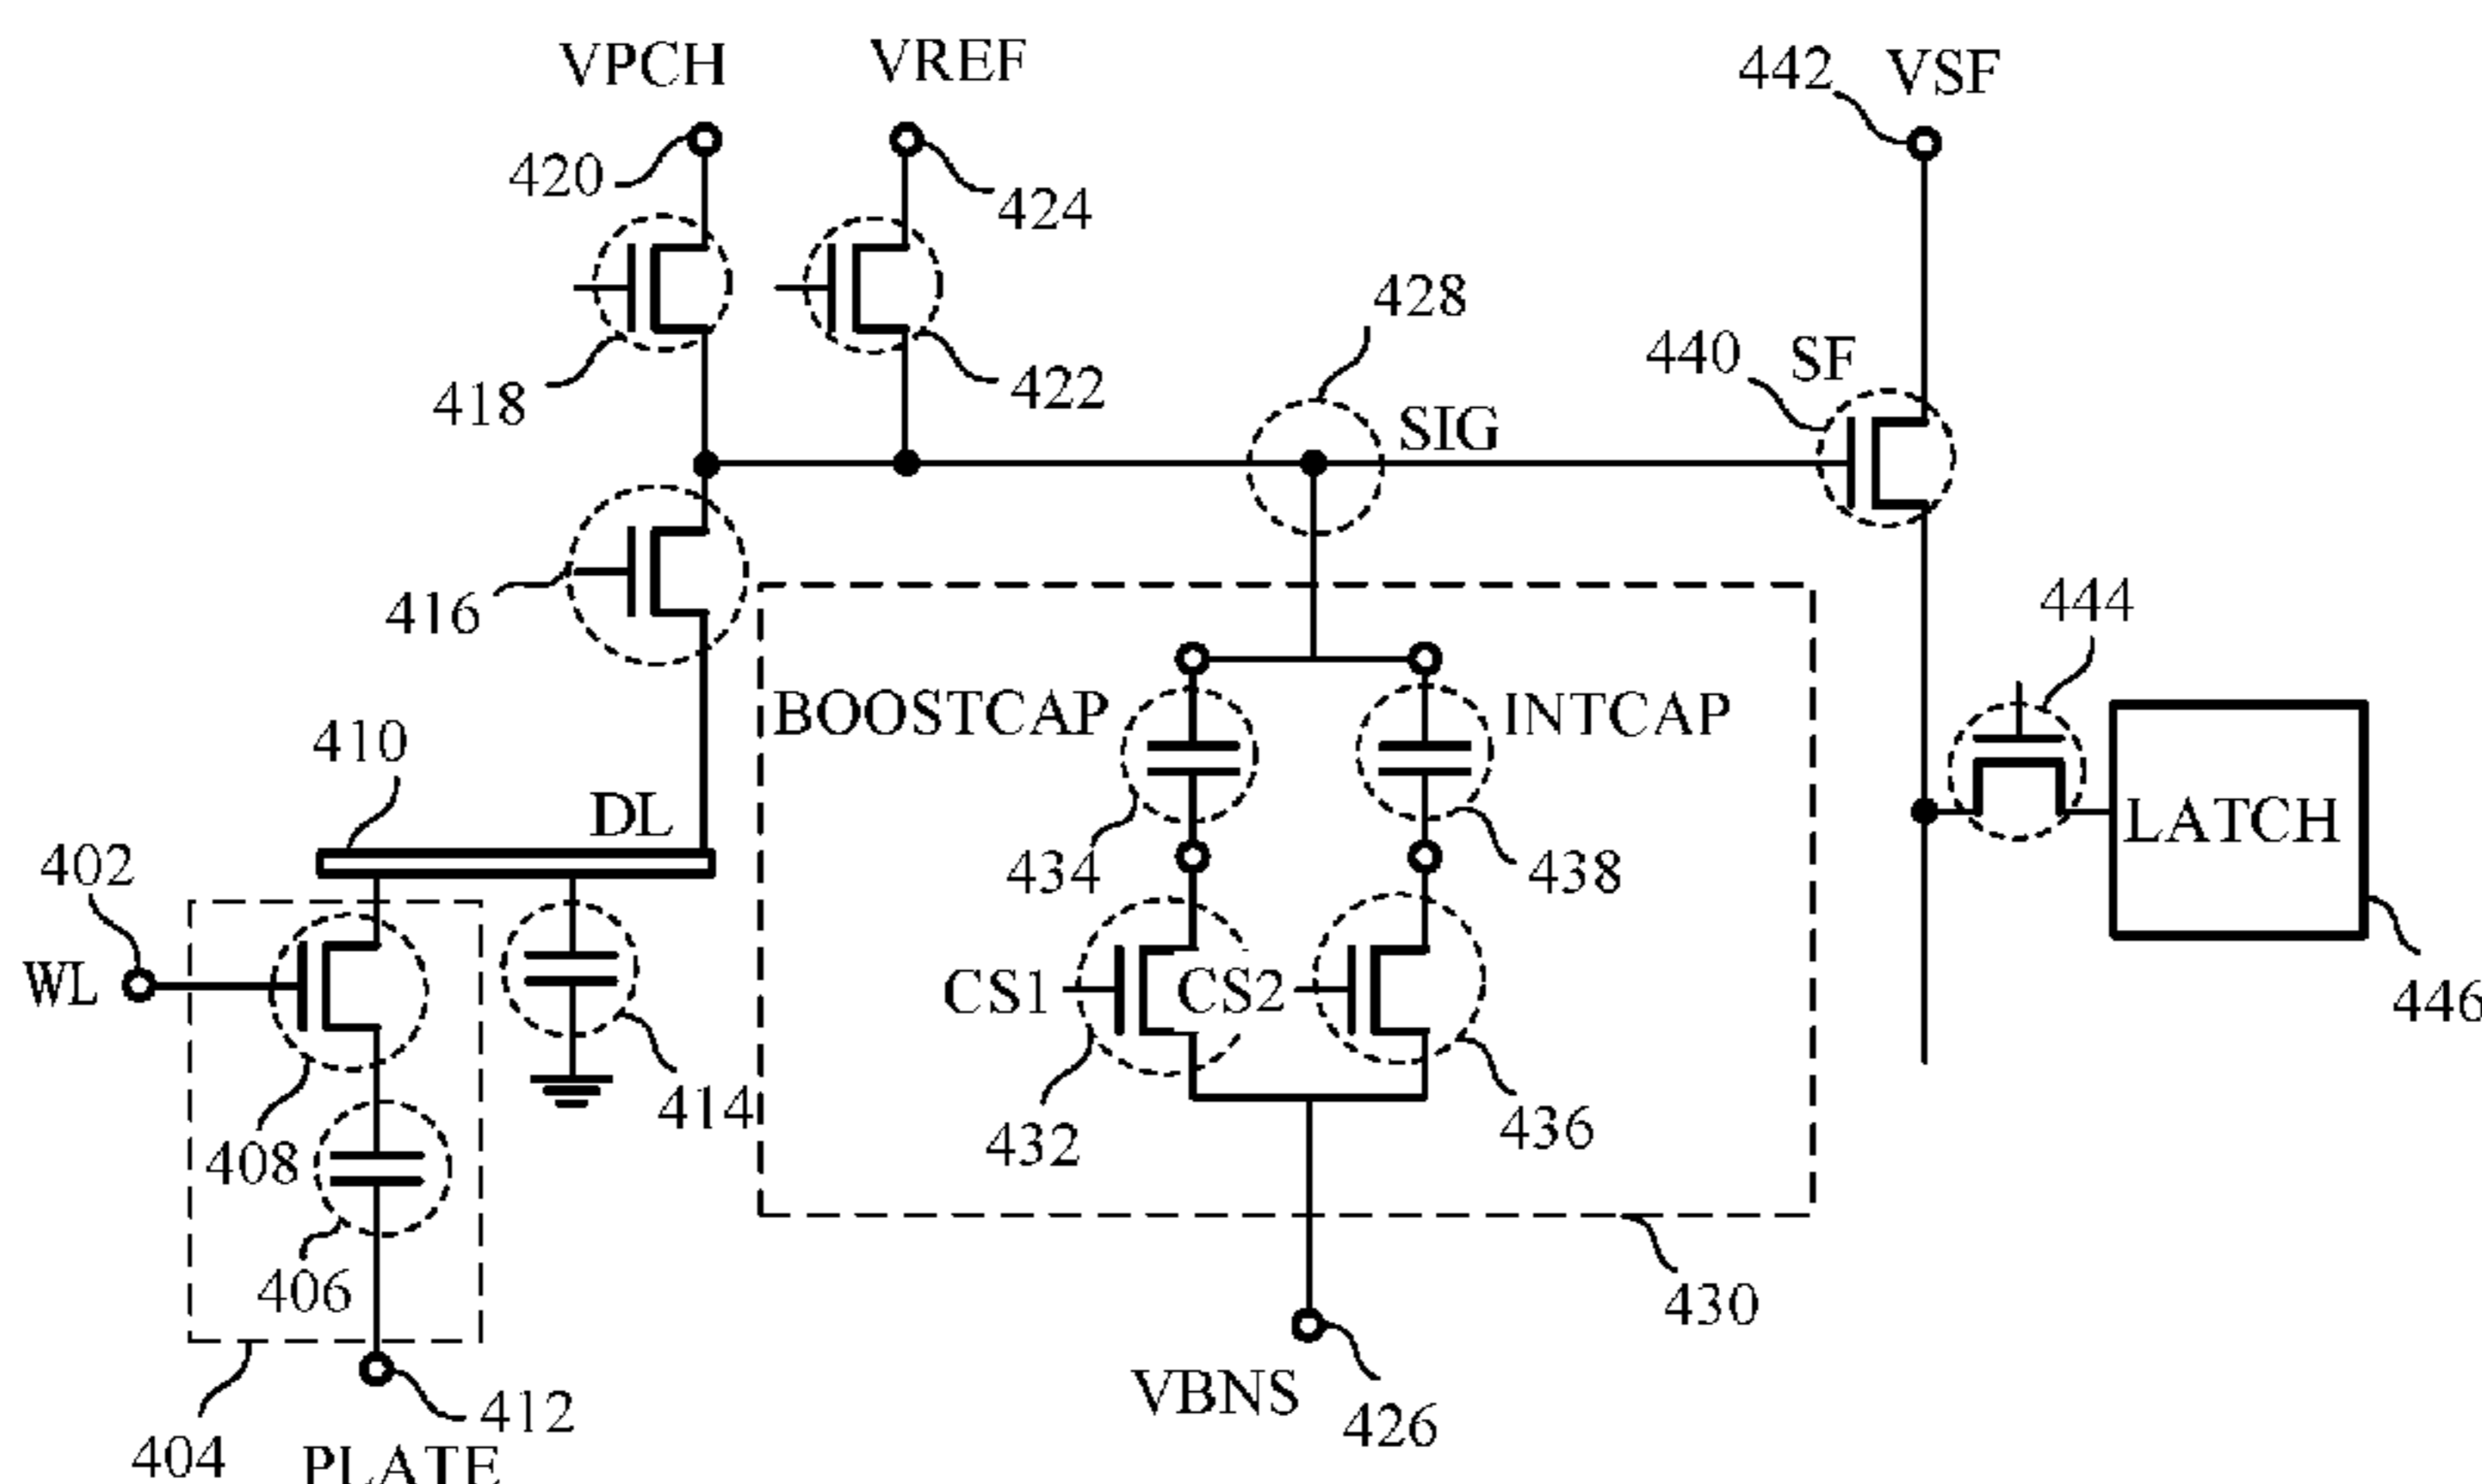 VPCH
VREF
442
VSF
420
424
428
440
SF
418
422
SIG
416
444
410
BOOSTCAP
INTCAP
DL
LATCH
402
434
438
WL
CS1
CS2
446
414
408
432
436
406
430
412
VBNS
426
404
PLATE